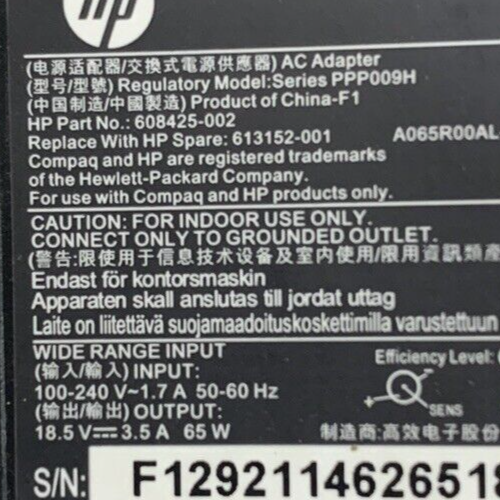 hp
(电源适配器/交換式電源供應器) AC Adapter
(型号/型號) Regulatory Model:Series PPP009H
(中国制造/中國製造) Product of China-F1
HP Part No.: 608425-002
Replace With HP Spare: 613152-001 A065R00AL
Compaq and HP are registered trademarks
of the Hewlett-Packard Company.
For use with Compaq and HP products only.
CAUTION: FOR INDOOR USE ONLY.
CONNECT ONLY TO GROUNDED OUTLET.
(警告:限使用于信息技术设备及室内使用/限用資訊類產
Endast för kontorsmaskin
Apparaten skall anslutas till jordat uttag
Laite on liitettävä suojamaadoituskoskettimilla varustettuun
WIDE RANGE INPUT Efficiency Level:
(输入/輸入) INPUT:
100-240 V~1.7 A 50-60 Hz
SENS
(输出/輸出) OUTPUT:
18.5 V⎓3.5 A 65 W 制造商:高效电子股份
S/N: F1292114626519